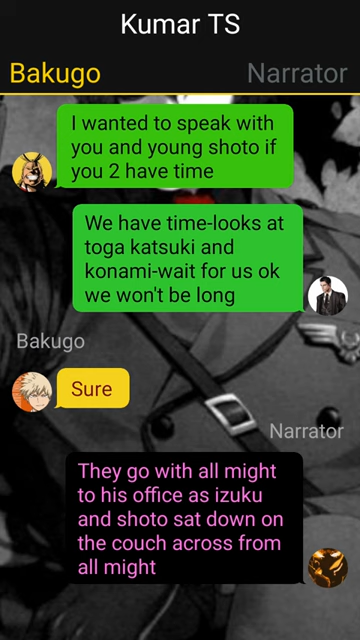 Kumar TS
Bakugo
Narrator
I wanted to speak with
you and young shoto if
you 2 have time
We have time-looks at
toga katsuki and
konami-wait for us ok
we won't be long
Bakugo
Sure
Narrator
They go with all might
to his office as izuku
and shoto sat down on
the couch across from
all might